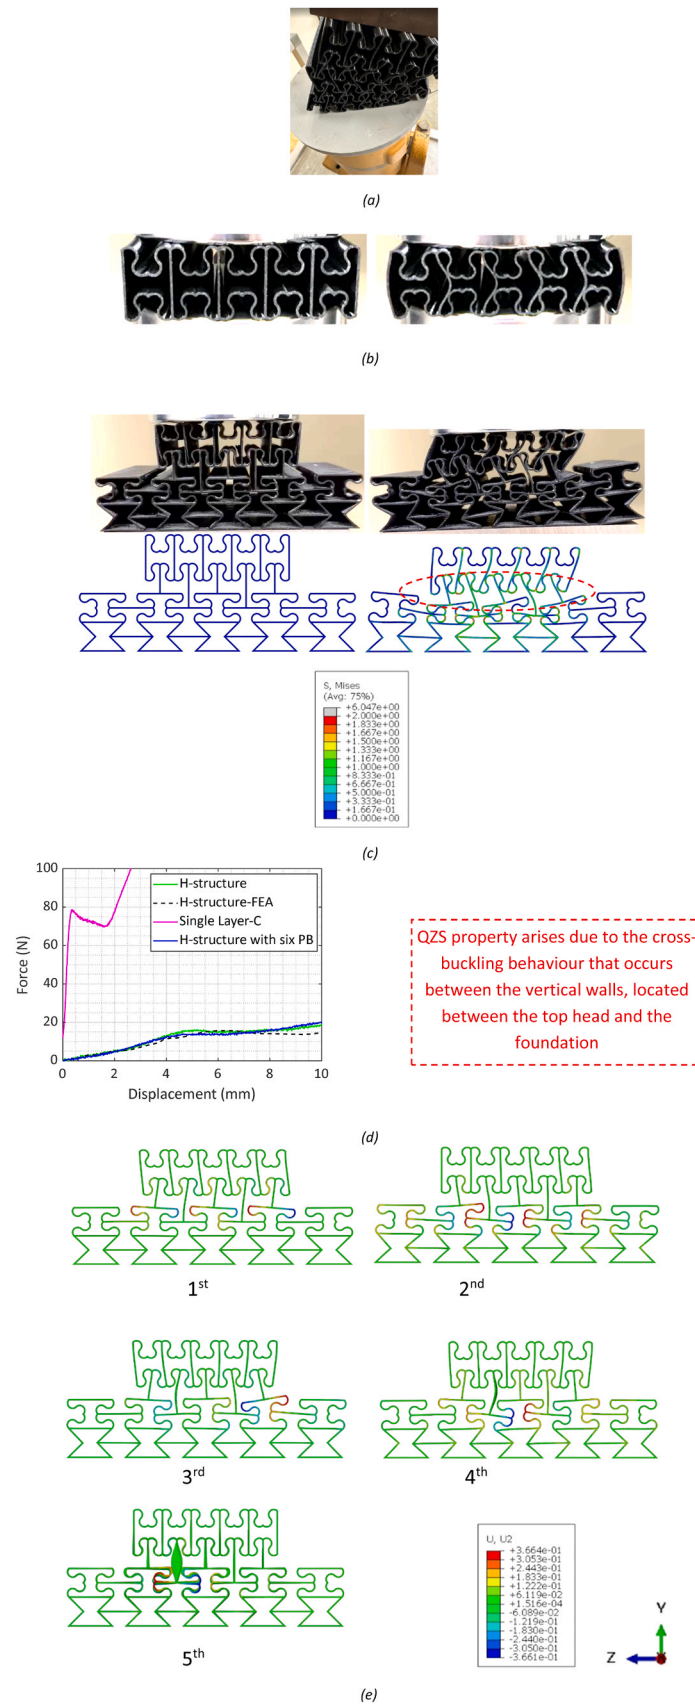 (a)
(b)
S, Mises
(Avg: 75%)
+6.047e+00
+2.000e+00
+1.833e+00
+1.667e+00
+1.500e+00
+1.333e+00
+1.167e+00
+1.000e+00
+8.333e-01
+6.667e-01
+5.000e-01
+3.333e-01
+1.667e-01
+0.000e+00
(c)
Force (N)
100
80
60
40
20
0
0 2 4 6 8 10
Displacement (mm)
H-structure
H-structure-FEA
Single Layer-C
H-structure with six PB
QZS property arises due to the cross-
buckling behaviour that occurs
between the vertical walls, located
between the top head and the
foundation
(d)
1st
2nd
3rd
4th
5th
U, U2
+3.664e-01
+3.053e-01
+2.443e-01
+1.833e-01
+1.222e-01
+6.119e-02
+1.516e-04
-6.089e-02
-1.219e-01
-1.830e-01
-2.440e-01
-3.050e-01
-3.661e-01
Y
Z
(e)